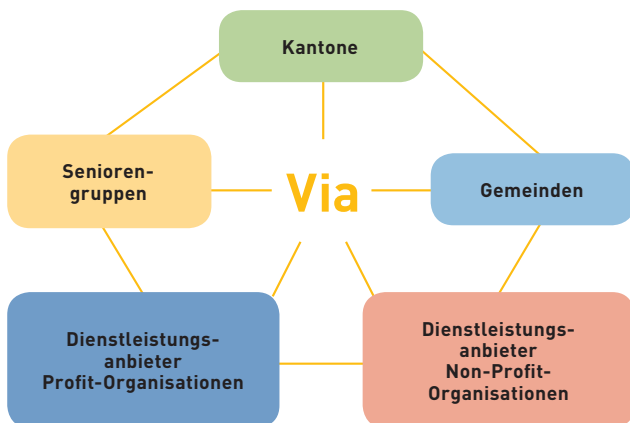 Kantone
Senioren-
gruppen
Via
Gemeinden
Dienstleistungs-
anbieter
Profit-Organisationen
Dienstleistungs-
anbieter
Non-Profit-
Organisationen